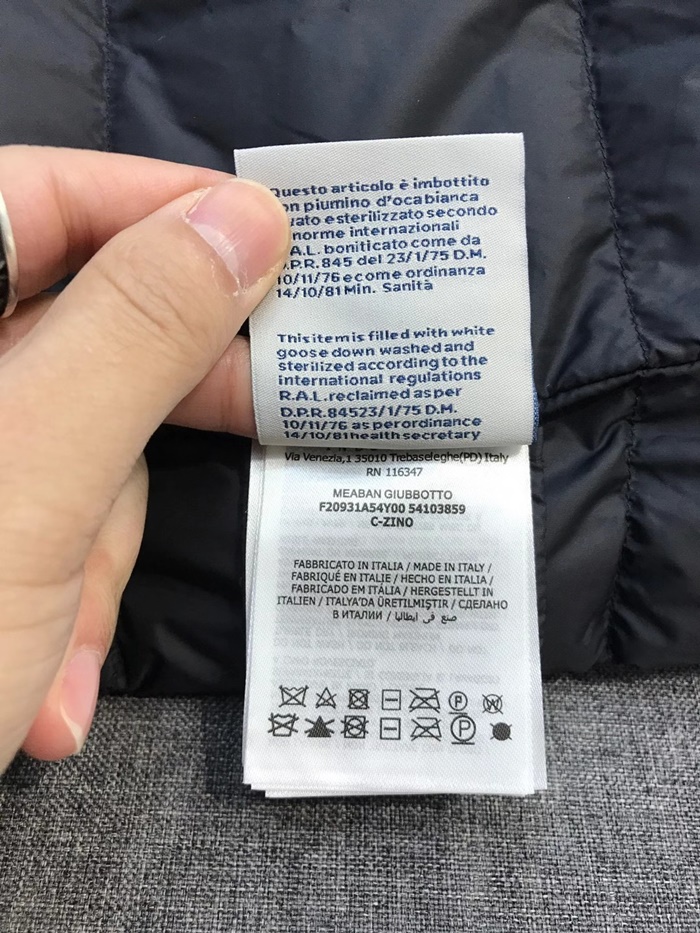 Questo articolo è imbottito
on piumino d'oca bianca
vato e sterilizzato secondo
norme internazionali
.A.L. boniticato come da
.P.R. 845 del 23/1/75 D.M.
10/11/76 e come ordinanza
14/10/81 Min. Sanità
This item is filled with white
goose down washed and
sterilized according to the
international regulations
R.A.L. reclaimed as per
D.P.R. 84523/1/75 D.M.
10/11/76 as per ordinance
14/10/81 health secretary
Via Venezia,1 35010 Trebaseleghe(PD) Italy
RN 116347
MEABAN GIUBBOTTO
F20931A54Y00 54103859
C-ZINO
FABBRICATO IN ITALIA / MADE IN ITALY /
FABRIQUÉ EN ITALIE / HECHO EN ITALIA /
FABRICADO EM ITÁLIA / HERGESTELLT IN
ITALIEN / ITALYA'DA ÜRETILMIŞTIR / СДЕЛАНО
В ИТАЛИИ / صنع في ايطاليا
P W
P